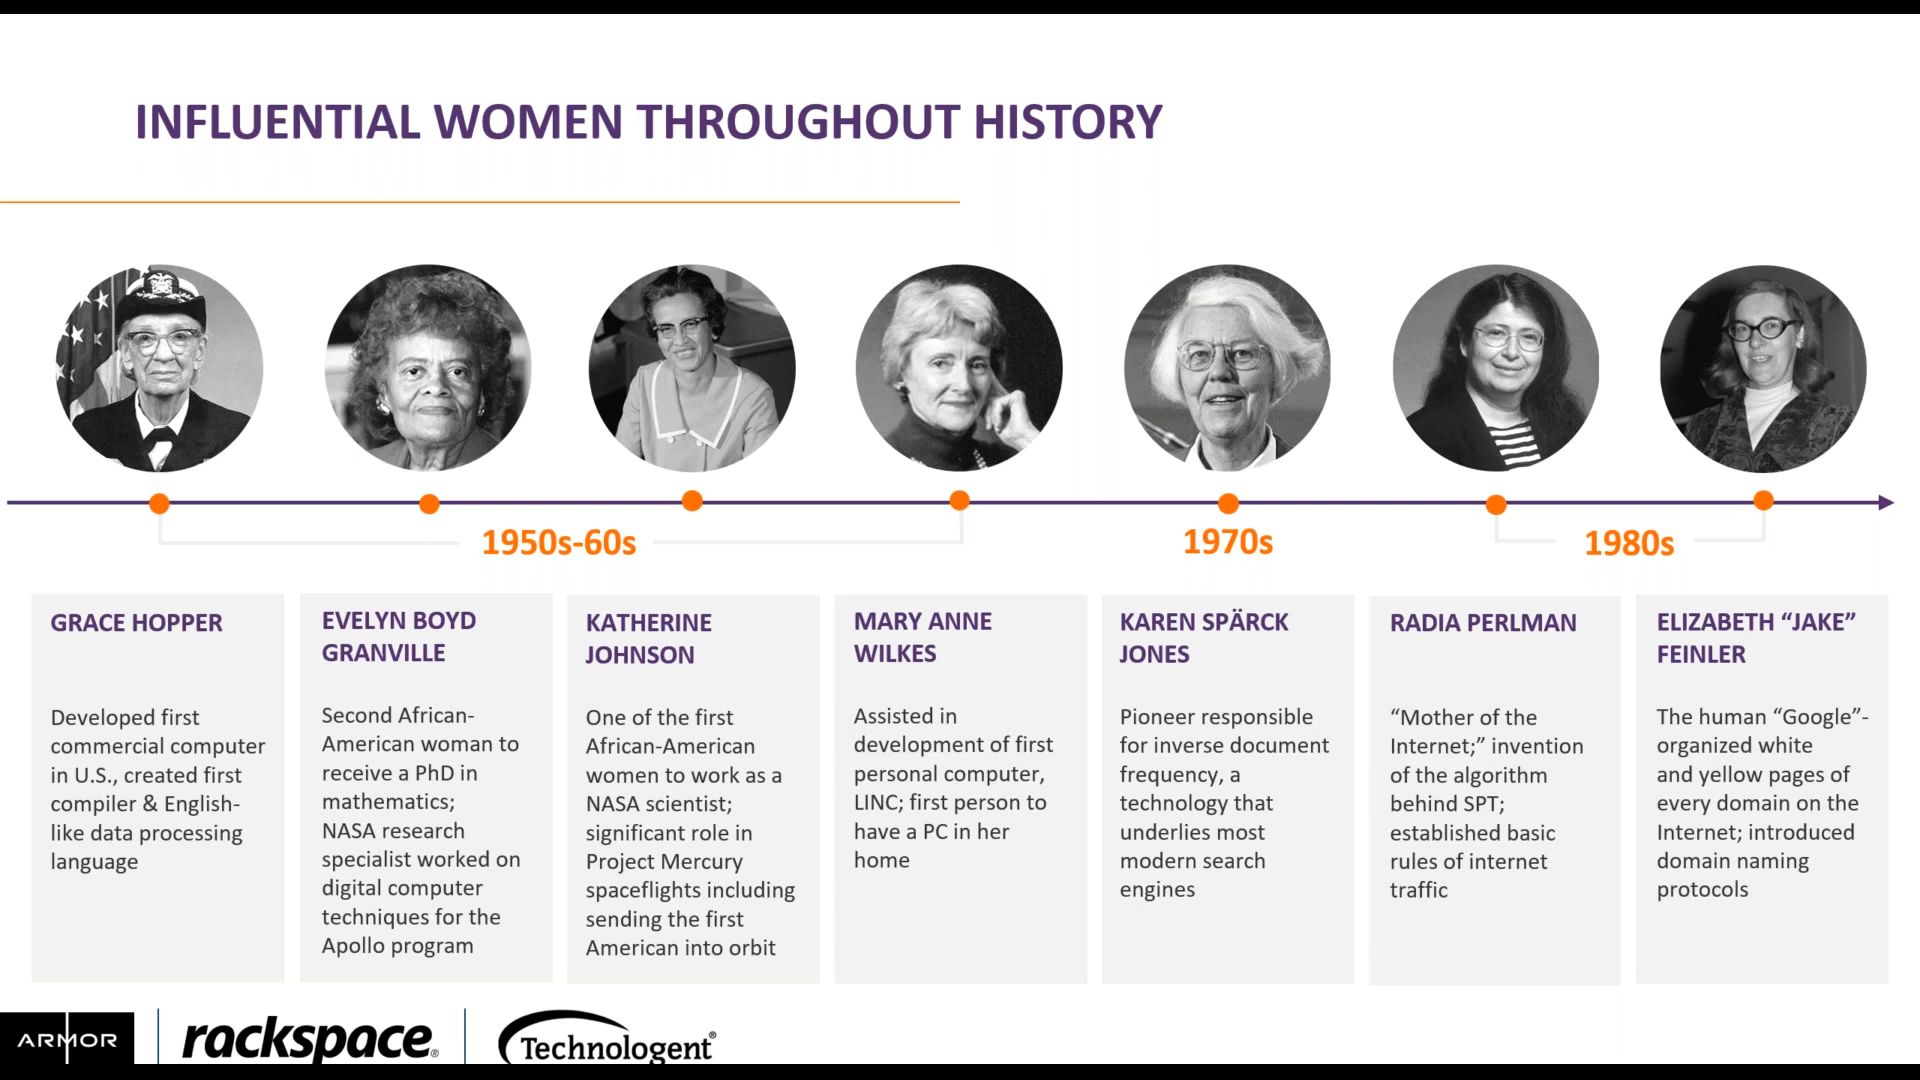 INFLUENTIAL WOMEN THROUGHOUT HISTORY
1950s-60s
1970s
1980s
GRACE HOPPER
Developed first
commercial computer
in U.S., created first
compiler & English-
like data processing
language
EVELYN BOYD
GRANVILLE
Second African-
American woman to
receive a PhD in
mathematics;
NASA research
specialist worked on
digital computer
techniques for the
Apollo program
KATHERINE
JOHNSON
One of the first
African-American
women to work as a
NASA scientist;
significant role in
Project Mercury
spaceflights including
sending the first
American into orbit
MARY ANNE
WILKES
Assisted in
development of first
personal computer,
LINC; first person to
have a PC in her
home
KAREN SPÄRCK
JONES
Pioneer responsible
for inverse document
frequency, a
technology that
underlies most
modern search
engines
RADIA PERLMAN
“Mother of the
Internet;” invention
of the algorithm
behind SPT;
established basic
rules of internet
traffic
ELIZABETH “JAKE”
FEINLER
The human “Google”-
organized white
and yellow pages of
every domain on the
Internet; introduced
domain naming
protocols
ARMOR
rackspace®
Technologent®